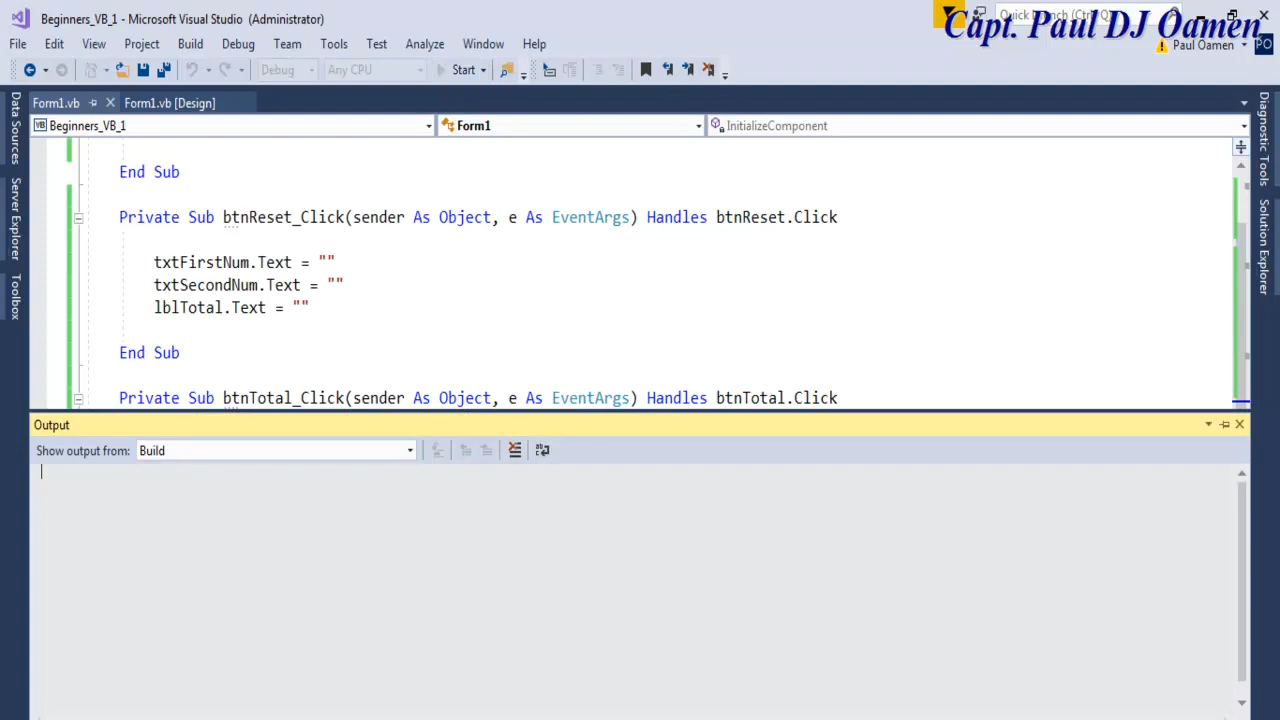 Beginners_VB_1 - Microsoft Visual Studio (Administrator)
Quick Launch (Ctrl+Q)
Capt. Paul DJ Oamen
File Edit View Project Build Debug Team Tools Test Analyze Window Help
Paul Oamen PO
Debug Any CPU Start
Form1.vb Form1.vb [Design]
VB Beginners_VB_1 Form1 InitializeComponent
Data Sources
Server Explorer
Toolbox
Diagnostic Tools
Solution Explorer
End Sub
Private Sub btnReset_Click(sender As Object, e As EventArgs) Handles btnReset.Click
txtFirstNum.Text = ""
txtSecondNum.Text = ""
lblTotal.Text = ""
End Sub
Private Sub btnTotal_Click(sender As Object, e As EventArgs) Handles btnTotal.Click
Output
Show output from: Build